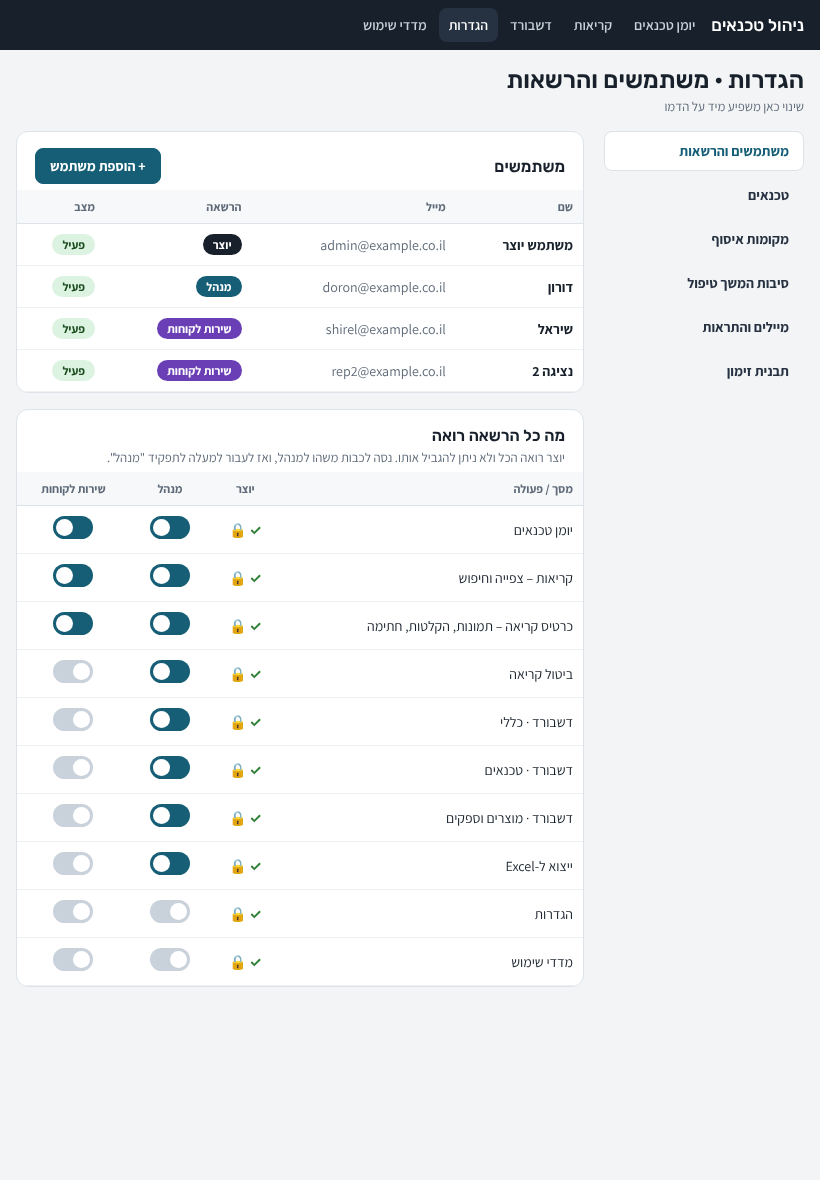 ניהול טכנאים יומן טכנאים קריאות דשבורד הגדרות מדדי שימוש
הגדרות • משתמשים והרשאות
שינוי כאן משפיע מיד על הדמו
משתמשים והרשאות
טכנאים
מקומות איסוף
סיבות המשך טיפול
מיילים והתראות
תבנית זימון
משתמשים
+ הוספת משתמש
שם מייל הרשאה מצב
משתמש יוצר admin@example.co.il יוצר פעיל
דורון doron@example.co.il מנהל פעיל
שיראל shirel@example.co.il שירות לקוחות פעיל
נציגה 2 rep2@example.co.il שירות לקוחות פעיל
מה כל הרשאה רואה
יוצר רואה הכל ולא ניתן להגביל אותו. נסה לכבות משהו למנהל, ואז לעבור למעלה לתפקיד "מנהל".
מסך / פעולה יוצר מנהל שירות לקוחות
יומן טכנאים ✓ 🔒
קריאות – צפייה וחיפוש ✓ 🔒
כרטיס קריאה – תמונות, הקלטות, חתימה ✓ 🔒
ביטול קריאה ✓ 🔒
דשבורד · כללי ✓ 🔒
דשבורד · טכנאים ✓ 🔒
דשבורד · מוצרים וספקים ✓ 🔒
ייצוא ל-Excel ✓ 🔒
הגדרות ✓ 🔒
מדדי שימוש ✓ 🔒